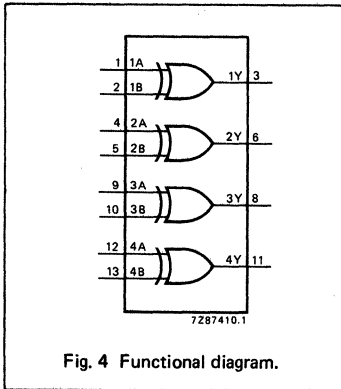 1 1A 1Y 3
2 1B
4 2A 2Y 6
5 2B
9 3A 3Y 8
10 3B
12 4A 4Y 11
13 4B
7Z87410.1
Fig. 4 Functional diagram.